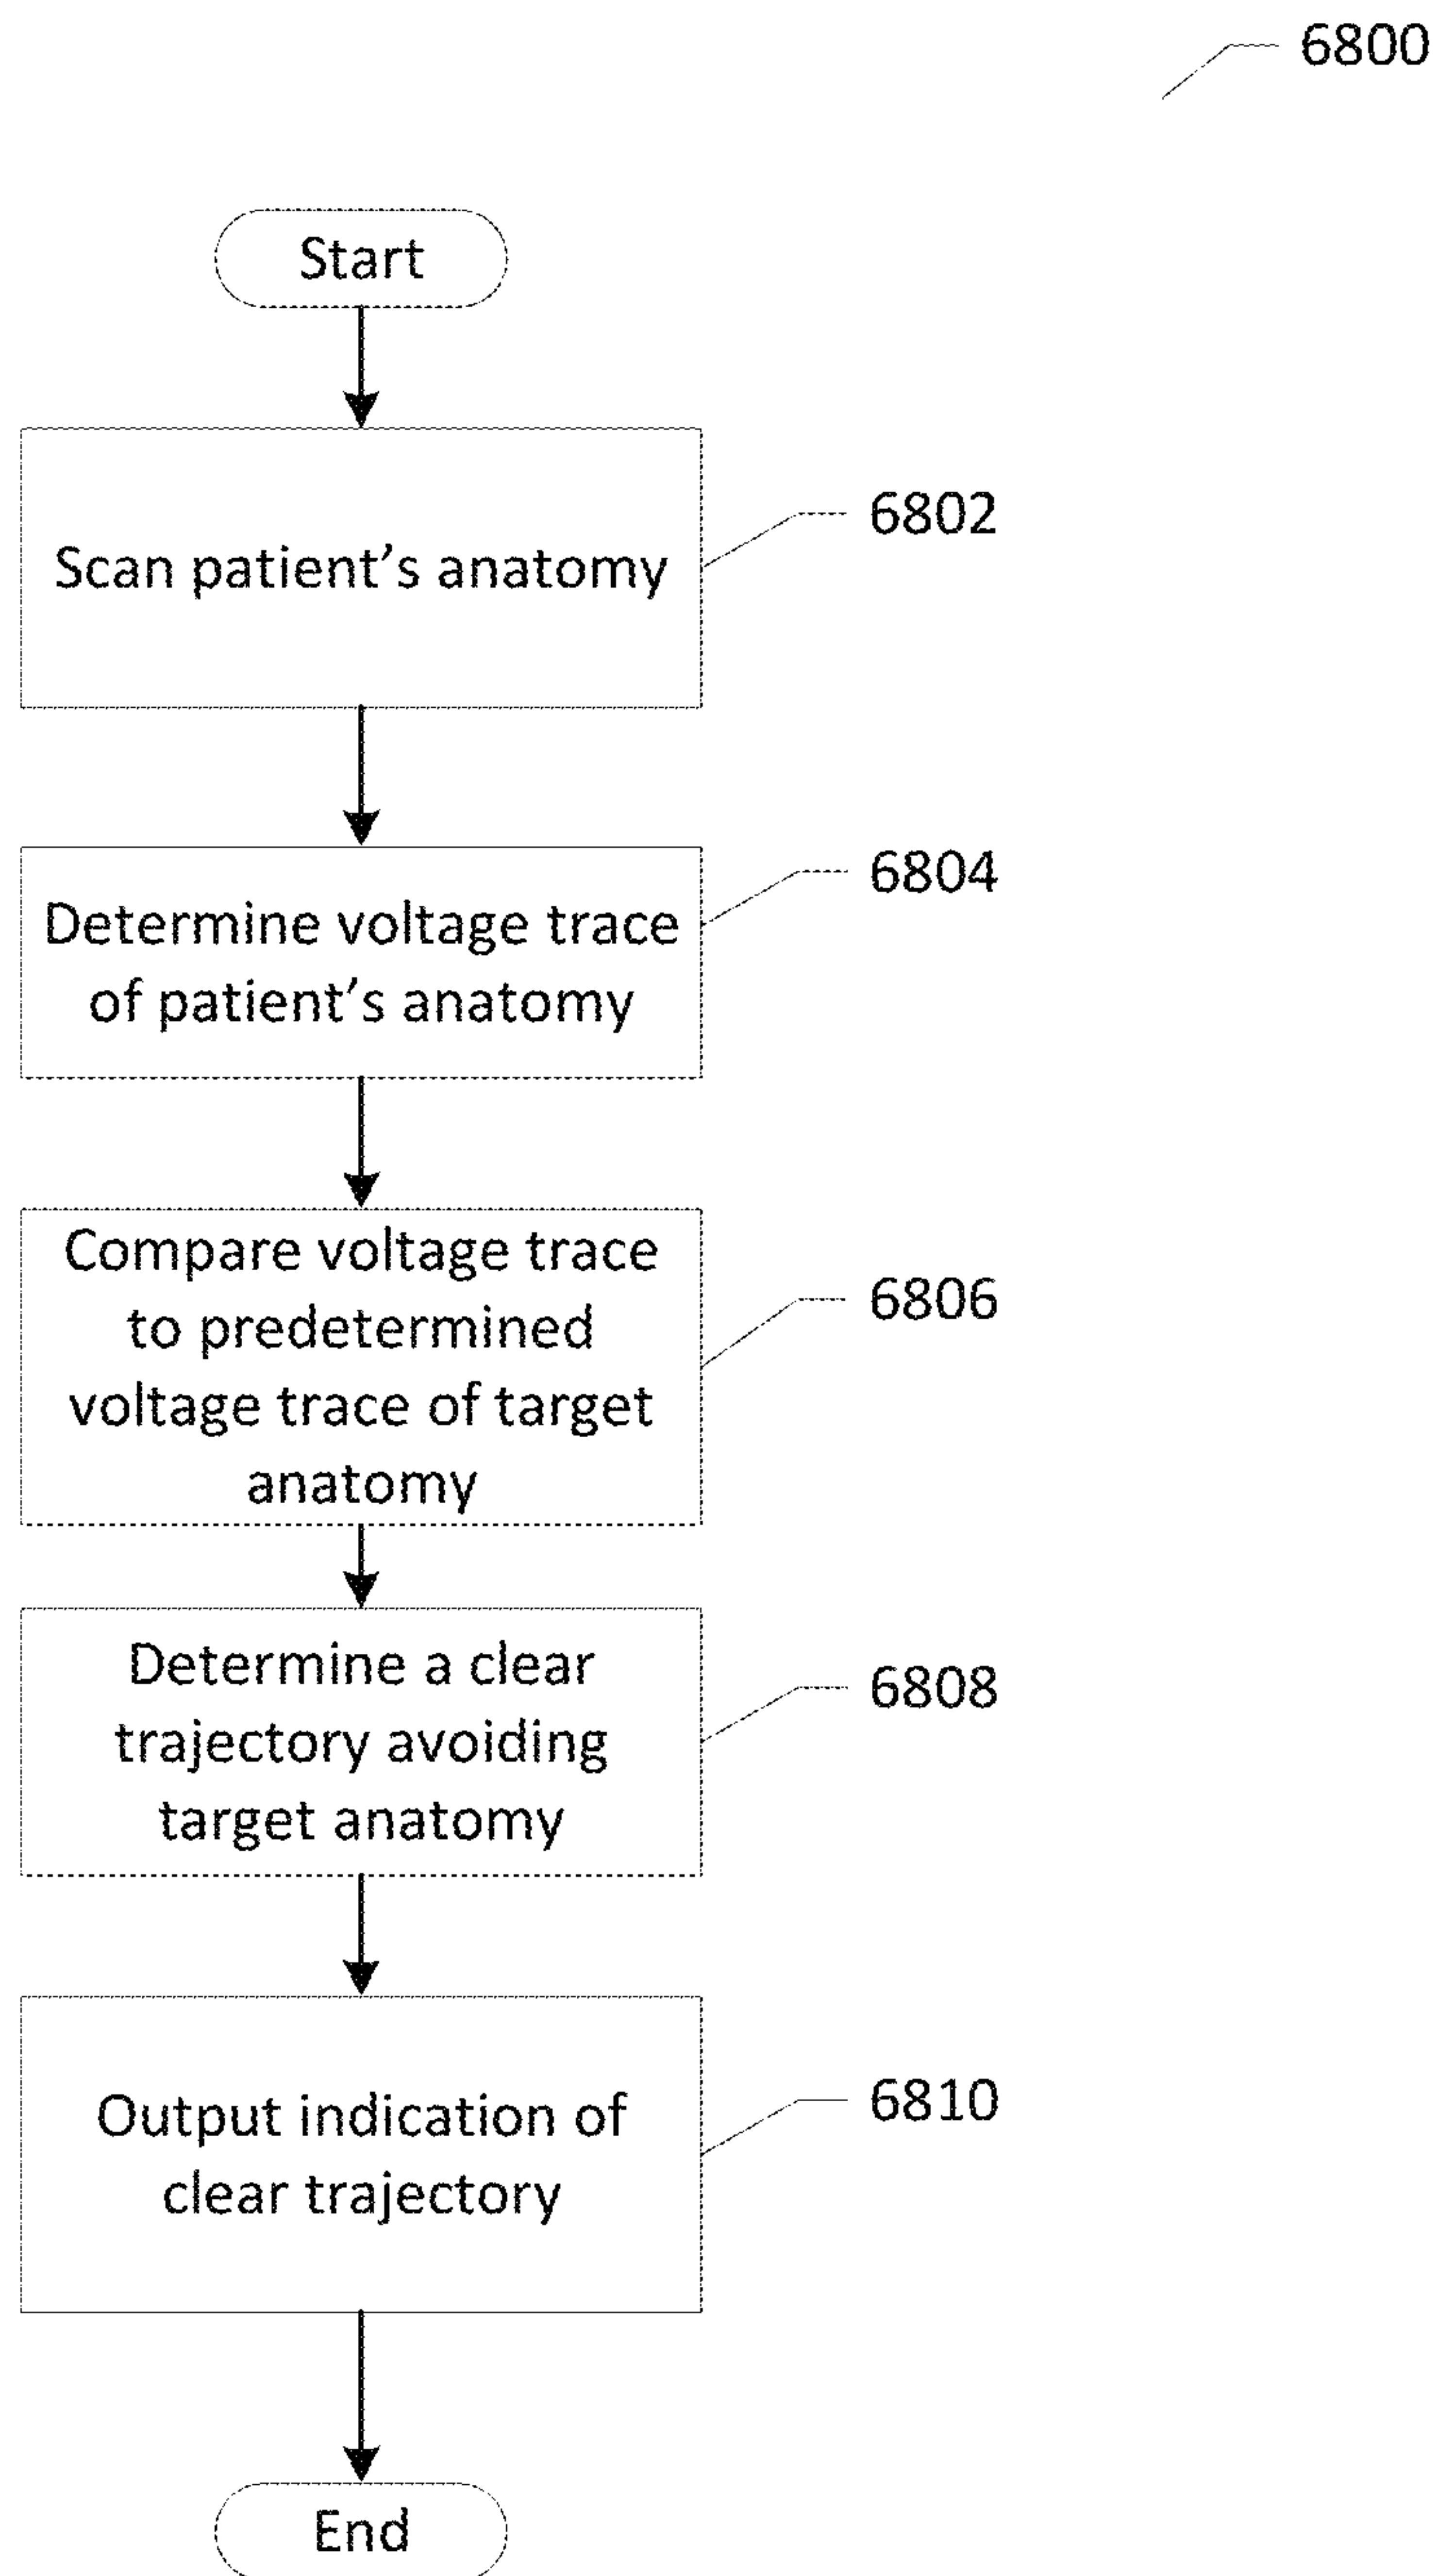 6800
Start
Scan patient’s anatomy
6802
Determine voltage trace
of patient’s anatomy
6804
Compare voltage trace
to predetermined
voltage trace of target
anatomy
6806
Determine a clear
trajectory avoiding
target anatomy
6808
Output indication of
clear trajectory
6810
End